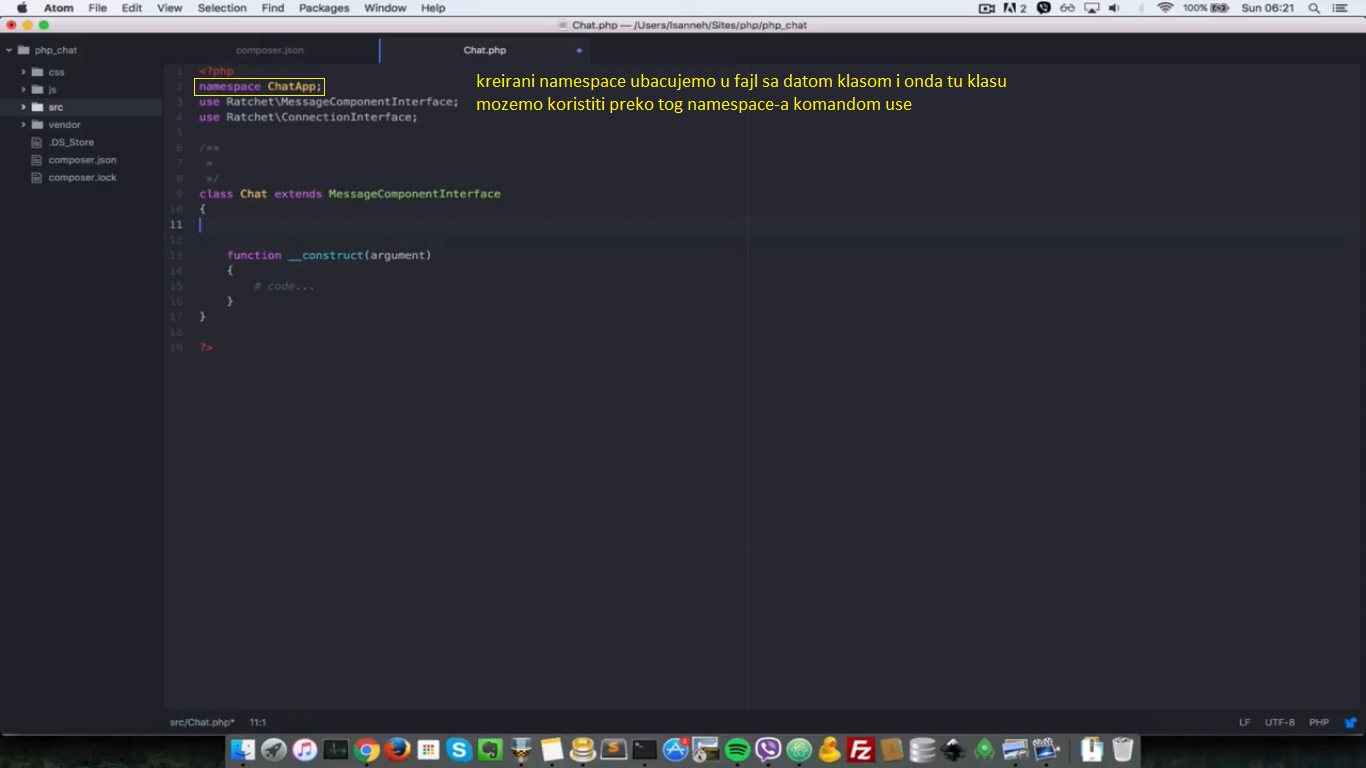 Atom File Edit View Selection Find Packages Window Help
2 100% Sun 06:21
Chat.php — /Users/lsanneh/Sites/php/php_chat
php_chat
composer.json
Chat.php
css
js
src
vendor
.DS_Store
composer.json
composer.lock
1 <?php
2 namespace ChatApp;
3 use Ratchet\MessageComponentInterface;
4 use Ratchet\ConnectionInterface;
5
6 /**
7 *
8 */
9 class Chat extends MessageComponentInterface
10 {
11
12
13 function __construct(argument)
14 {
15 # code...
16 }
17 }
18
19 ?>
kreirani namespace ubacujemo u fajl sa datom klasom i onda tu klasu
mozemo koristiti preko tog namespace-a komandom use
src/Chat.php* 11:1
LF UTF-8 PHP